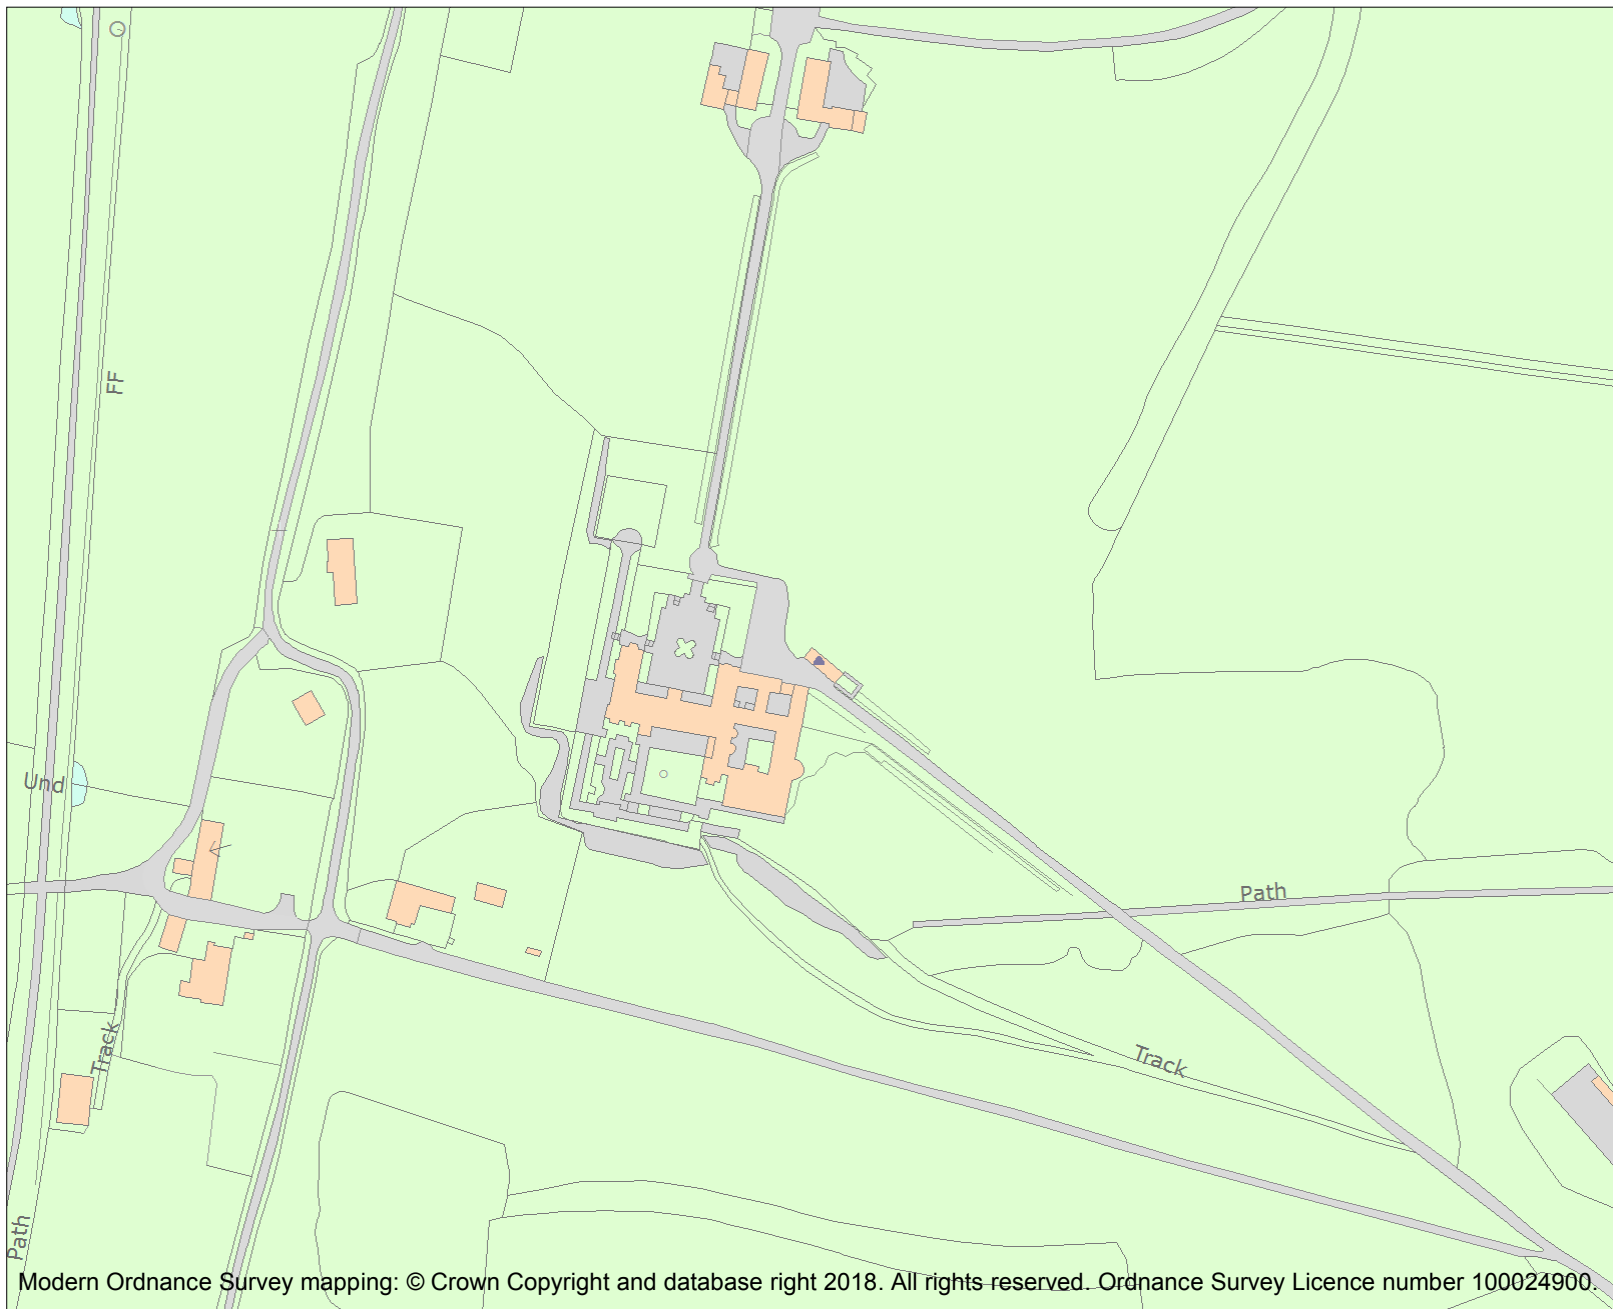 FF
Und
Path
Track
Track
Path
Modern Ordnance Survey mapping: © Crown Copyright and database right 2018. All rights reserved. Ordnance Survey Licence number 100024900.